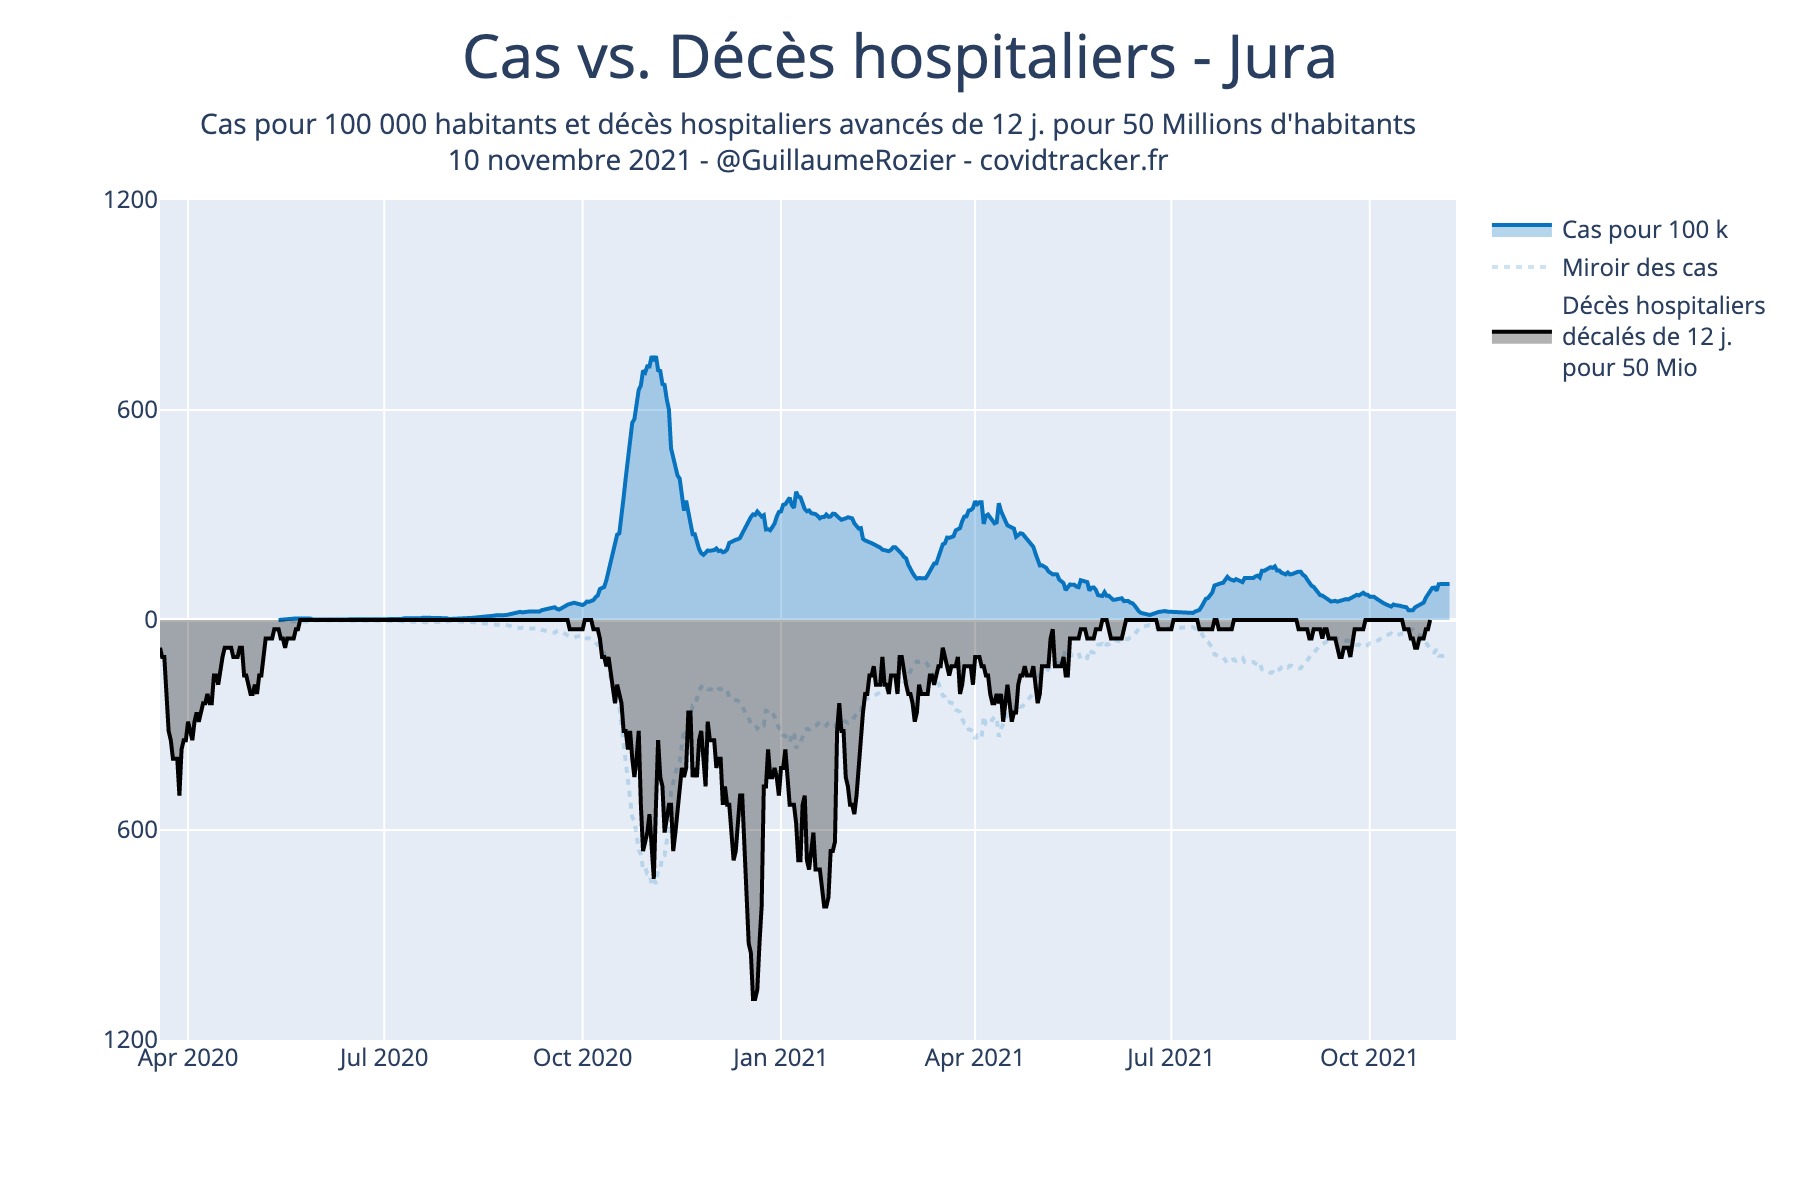 Cas vs. Décès hospitaliers - Jura
Cas pour 100 000 habitants et décès hospitaliers avancés de 12 j. pour 50 Millions d'habitants
10 novembre 2021 - @GuillaumeRozier - covidtracker.fr
1200
600
0
600
1200
Apr 2020
Jul 2020
Oct 2020
Jan 2021
Apr 2021
Jul 2021
Oct 2021
Cas pour 100 k
Miroir des cas
Décès hospitaliers
décalés de 12 j.
pour 50 Mio